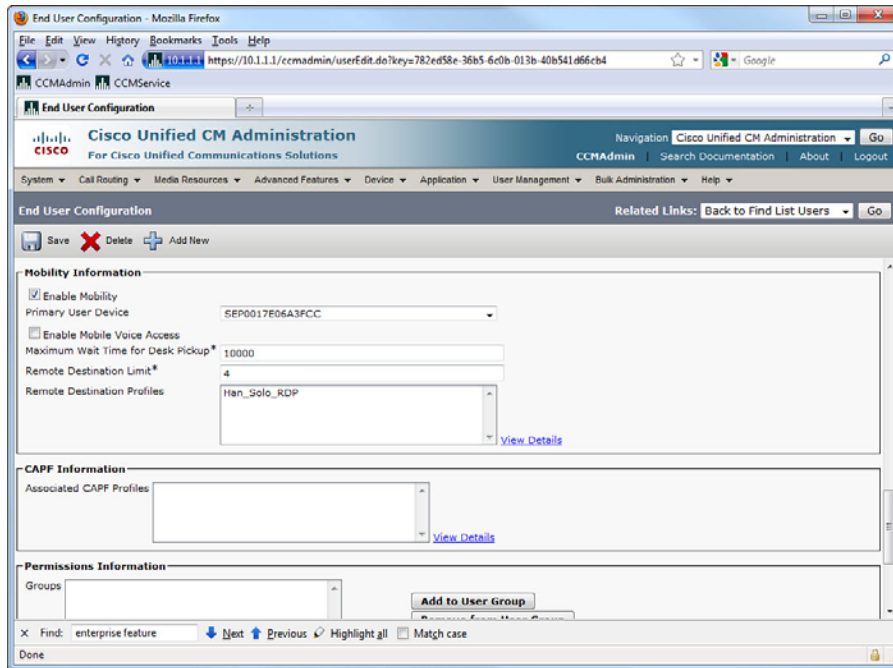 End User Configuration - Mozilla Firefox
File Edit View History Bookmarks Tools Help
10.1.1.1 https://10.1.1.1/ccmadmin/userEdit.do?key=782ed58e-36b5-6c0b-013b-40b541d66cb4 Google
CCMAdmin CCMService
End User Configuration
cisco
Cisco Unified CM Administration
For Cisco Unified Communications Solutions
Navigation Cisco Unified CM Administration Go
CCMAdmin | Search Documentation | About | Logout
System Call Routing Media Resources Advanced Features Device Application User Management Bulk Administration Help
End User Configuration Related Links: Back to Find List Users Go
Save Delete Add New
Mobility Information
Enable Mobility
Primary User Device SEP0017E06A3FCC
Enable Mobile Voice Access
Maximum Wait Time for Desk Pickup* 10000
Remote Destination Limit* 4
Remote Destination Profiles Han_Solo_RDP
View Details
CAPF Information
Associated CAPF Profiles
View Details
Permissions Information
Groups
Add to User Group
Remove from User Group
Find: enterprise feature Next Previous Highlight all Match case
Done